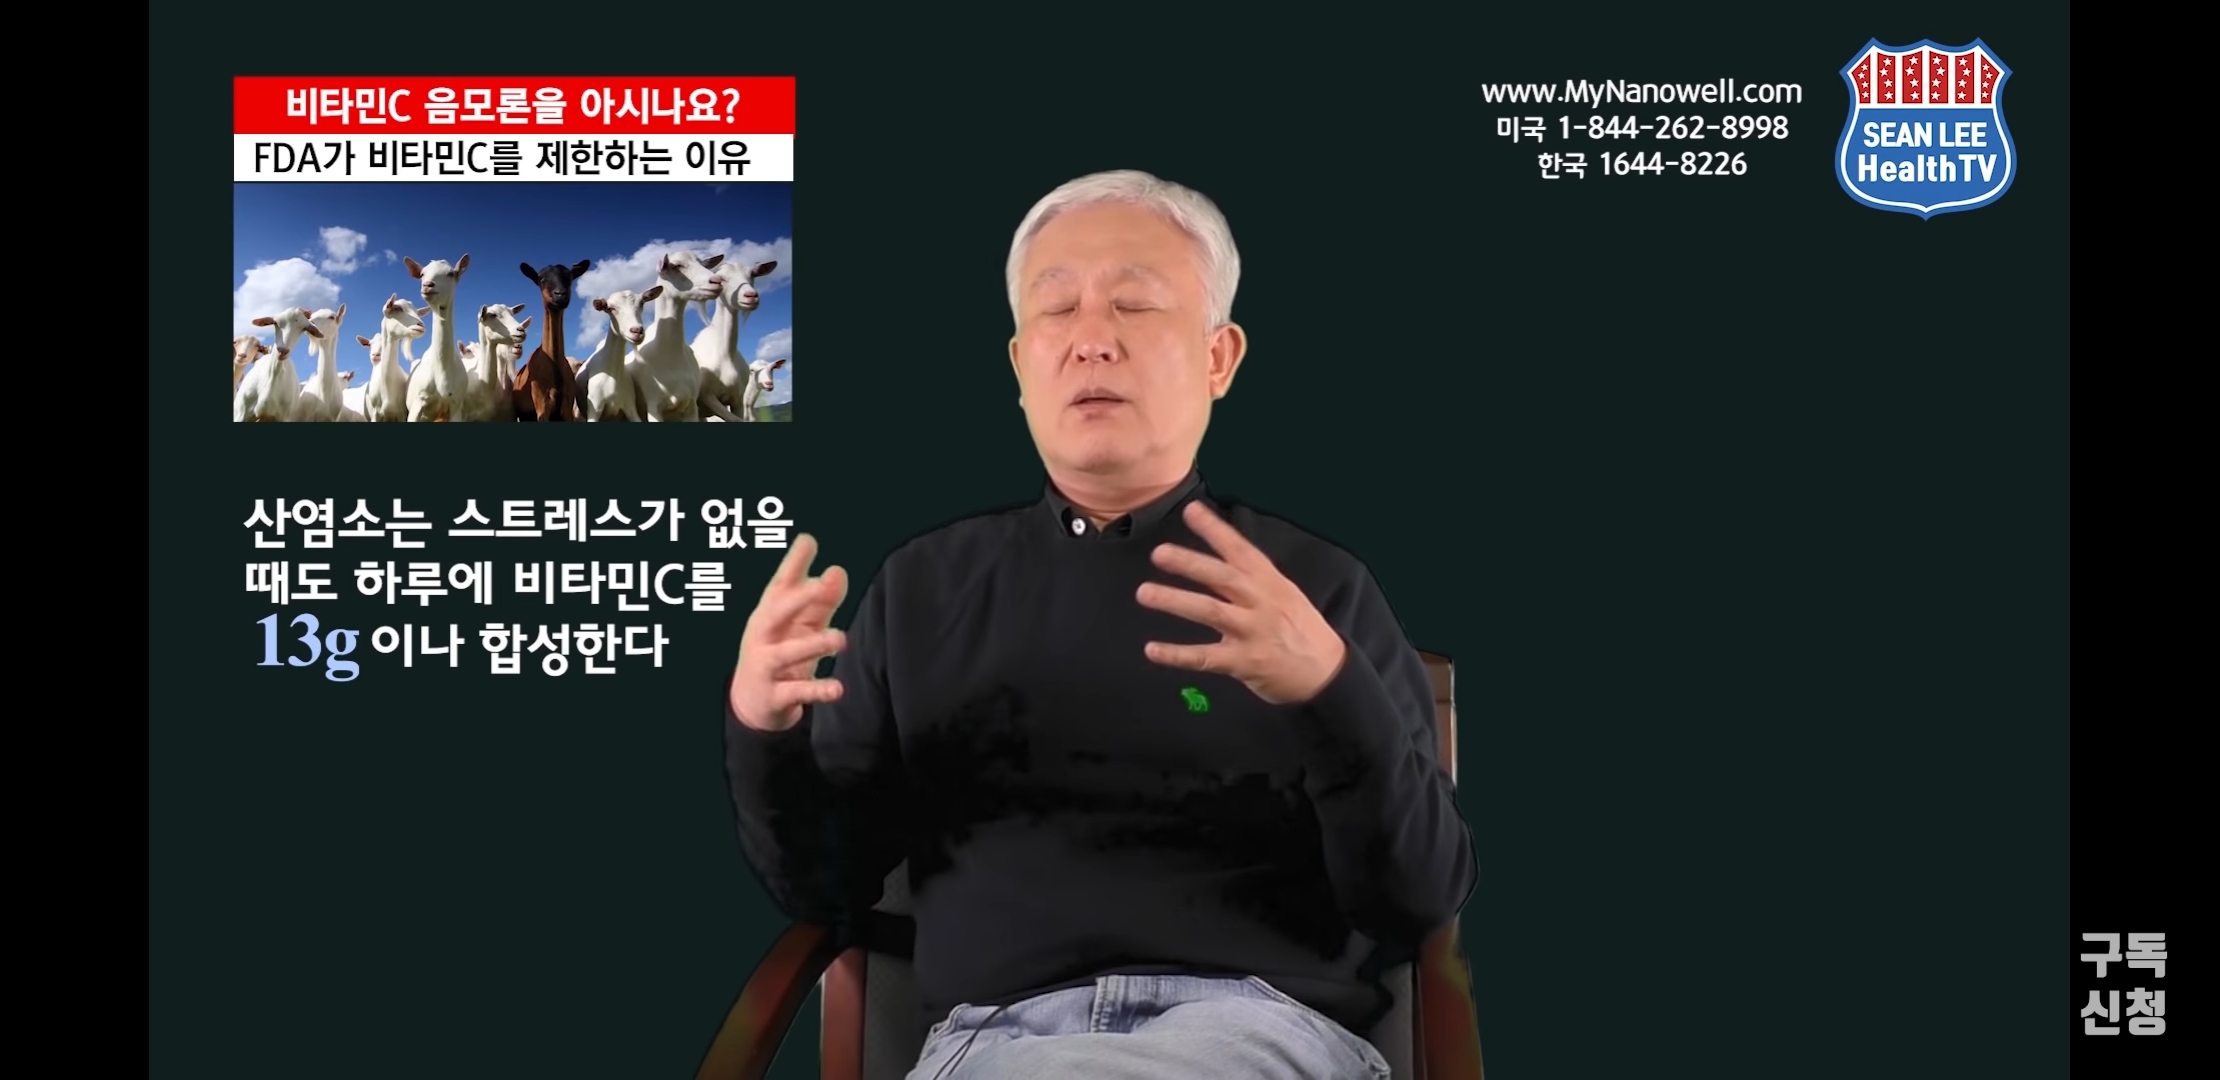 비타민C 음모론을 아시나요?
FDA가 비타민C를 제한하는 이유
www.MyNanowell.com
미국 1-844-262-8998
한국 1644-8226
SEAN LEE
HealthTV
산염소는 스트레스가 없을
때도 하루에 비타민C를
13g 이나 합성한다
구독
신청